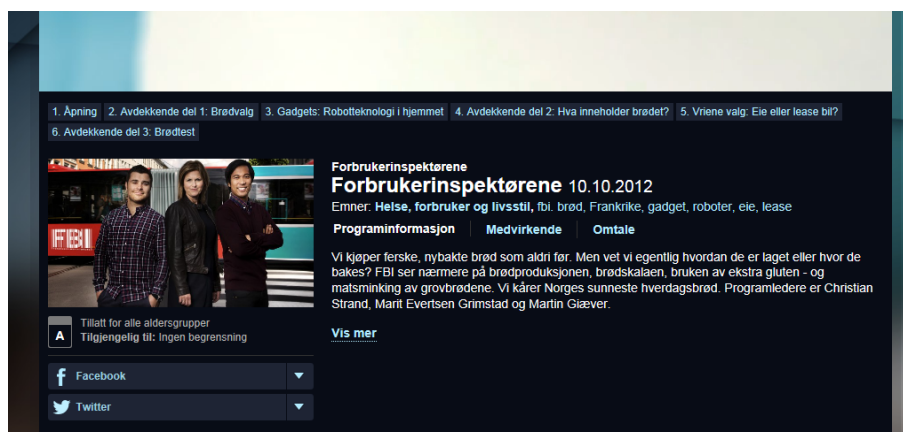 1. Åpning 2. Avdekkende del 1: Brødvalg 3. Gadgets: Robotteknologi i hjemmet 4. Avdekkende del 2: Hva inneholder brødet? 5. Vriene valg: Eie eller lease bil?
6. Avdekkende del 3: Brødtest
FBI
Forbrukerinspektørene
Forbrukerinspektørene 10.10.2012
Emner: Helse, forbruker og livsstil, fbi. brød, Frankrike, gadget, roboter, eie, lease
Programinformasjon Medvirkende Omtale
Vi kjøper ferske, nybakte brød som aldri før. Men vet vi egentlig hvordan de er laget eller hvor de
bakes? FBI ser nærmere på brødproduksjonen, brødskalaen, bruken av ekstra gluten - og
matsminking av grovbrødene. Vi kårer Norges sunneste hverdagsbrød. Programledere er Christian
Strand, Marit Evertsen Grimstad og Martin Giæver.
Vis mer
A
Tillatt for alle aldersgrupper
Tilgjengelig til: Ingen begrensning
Facebook
Twitter